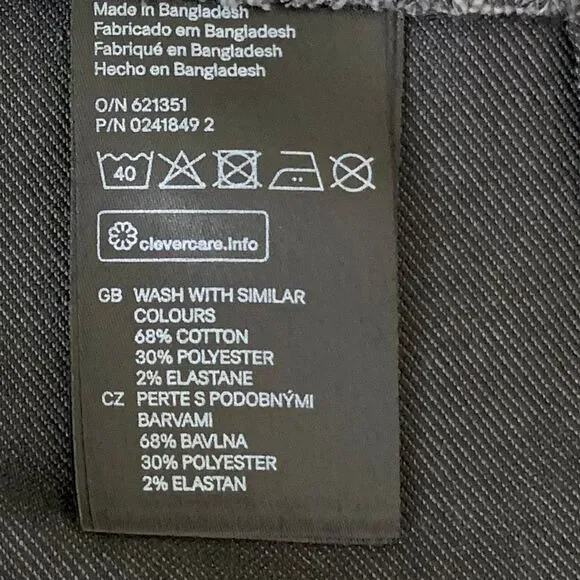 Made in Bangladesh
Fabricado em Bangladesh
Fabriqué en Bangladesh
Hecho en Bangladesh
O/N 621351
P/N 0241849 2
40
clevercare.info
GB WASH WITH SIMILAR
COLOURS
68% COTTON
30% POLYESTER
2% ELASTANE
CZ PERTE S PODOBNÝMI
BARVAMI
68% BAVLNA
30% POLYESTER
2% ELASTAN